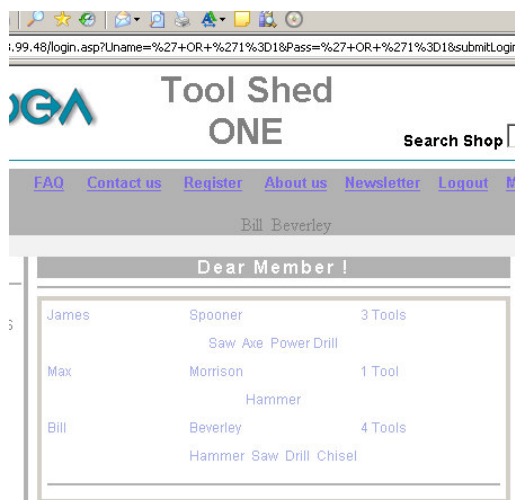 .99.48/login.asp?Uname=%27+OR+%271%3D1&Pass=%27+OR+%271%3D1&submitLogin
Tool Shed
ONE
Search Shop
FAQ Contact us Register About us Newsletter Logout
Bill Beverley
Dear Member !
James Spooner 3 Tools
Saw Axe Power Drill
Max Morrison 1 Tool
Hammer
Bill Beverley 4 Tools
Hammer Saw Drill Chisel